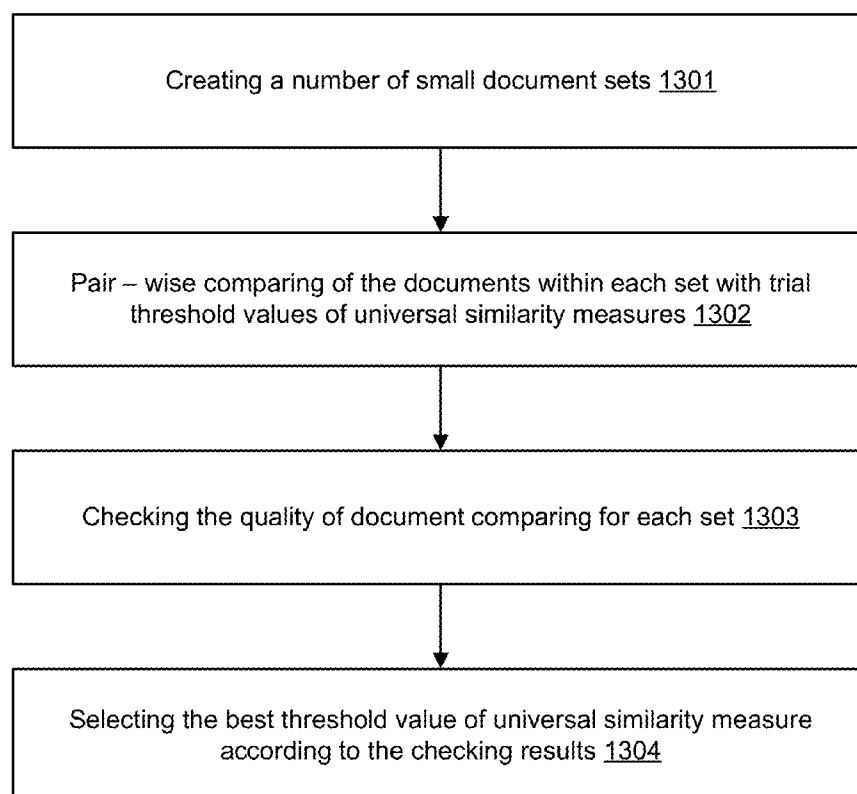 Creating a number of small document sets 1301
Pair – wise comparing of the documents within each set with trial
threshold values of universal similarity measures 1302
Checking the quality of document comparing for each set 1303
Selecting the best threshold value of universal similarity measure
according to the checking results 1304